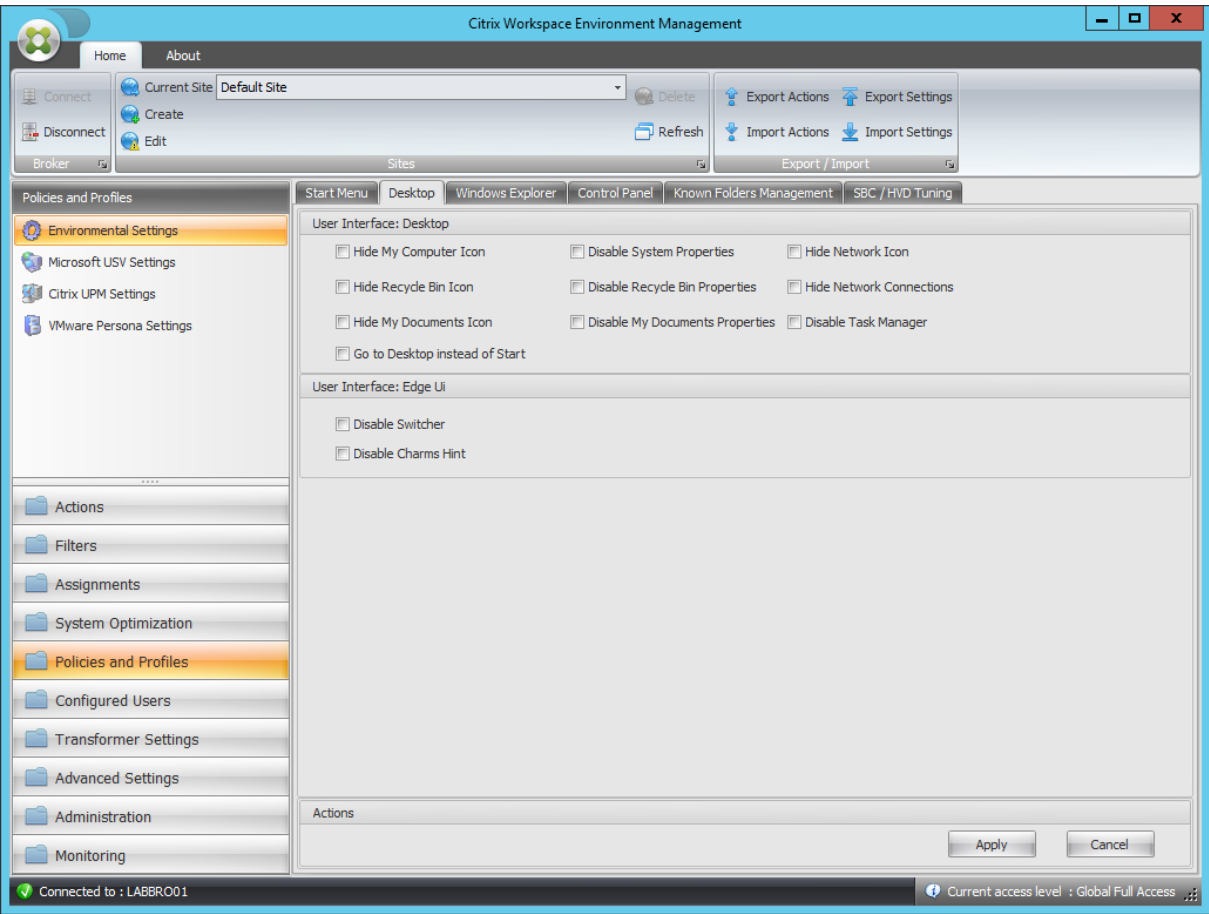 Citrix Workspace Environment Management
Home About
Connect
Disconnect
Broker
Current Site Default Site
Create
Edit
Delete
Refresh
Sites
Export Actions Export Settings
Import Actions Import Settings
Export / Import
Policies and Profiles
Environmental Settings
Microsoft USV Settings
Citrix UPM Settings
VMware Persona Settings
Actions
Filters
Assignments
System Optimization
Policies and Profiles
Configured Users
Transformer Settings
Advanced Settings
Administration
Monitoring
Start Menu Desktop Windows Explorer Control Panel Known Folders Management SBC / HVD Tuning
User Interface: Desktop
Hide My Computer Icon Disable System Properties Hide Network Icon
Hide Recycle Bin Icon Disable Recycle Bin Properties Hide Network Connections
Hide My Documents Icon Disable My Documents Properties Disable Task Manager
Go to Desktop instead of Start
User Interface: Edge Ui
Disable Switcher
Disable Charms Hint
Actions
Apply Cancel
Connected to : LABBRO01
Current access level : Global Full Access